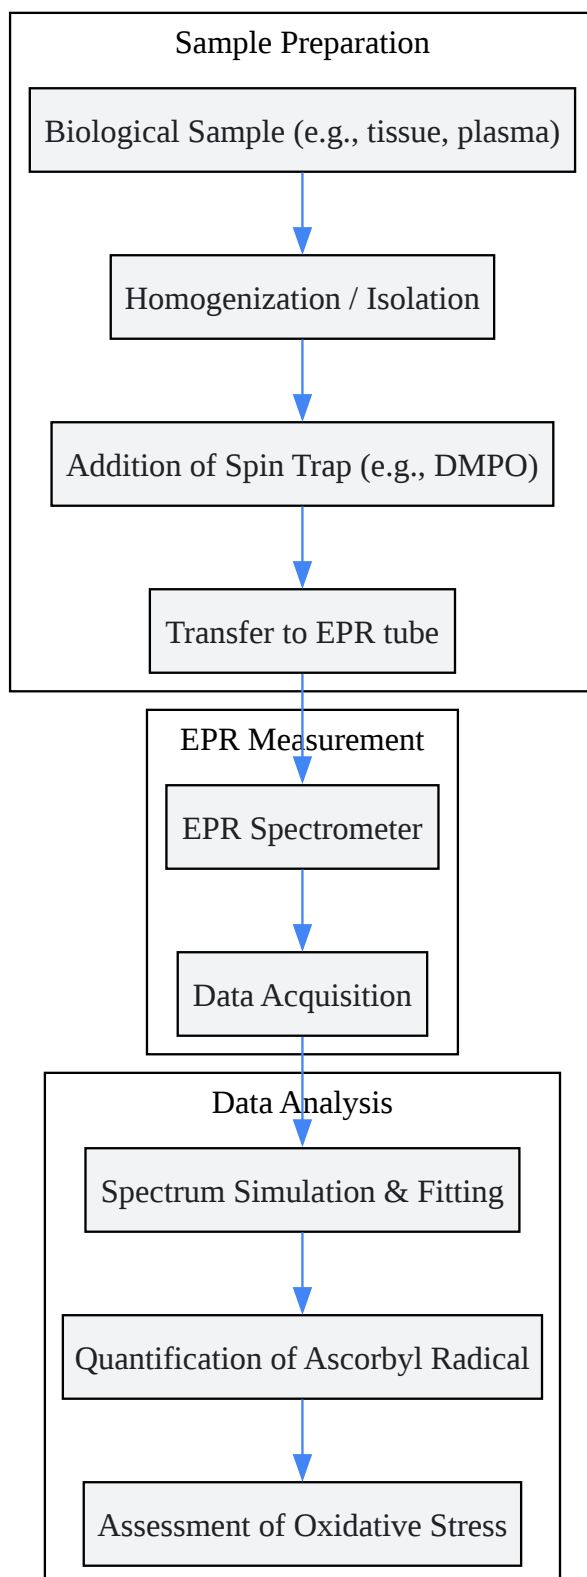 Sample Preparation
Biological Sample (e.g., tissue, plasma)
Homogenization / Isolation
Addition of Spin Trap (e.g., DMPO)
Transfer to EPR tube
EPR Measurement
EPR Spectrometer
Data Acquisition
Data Analysis
Spectrum Simulation & Fitting
Quantification of Ascorbyl Radical
Assessment of Oxidative Stress